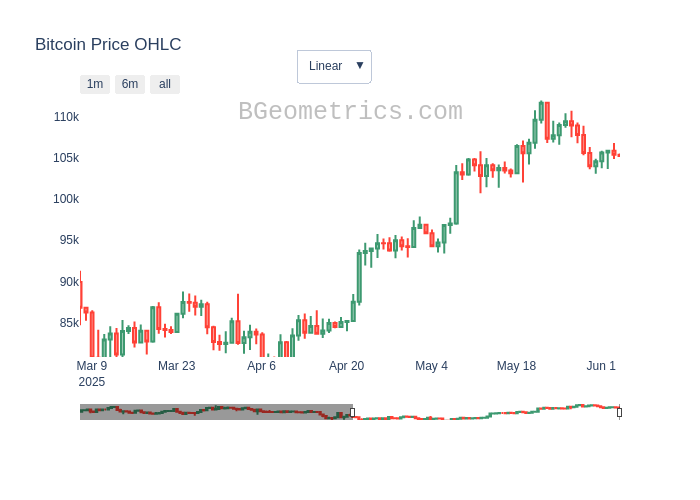 Bitcoin Price OHLC
Linear ▼
1m 6m all
BGeometrics.com
110k
105k
100k
95k
90k
85k
Mar 9 Mar 23 Apr 6 Apr 20 May 4 May 18 Jun 1
2025